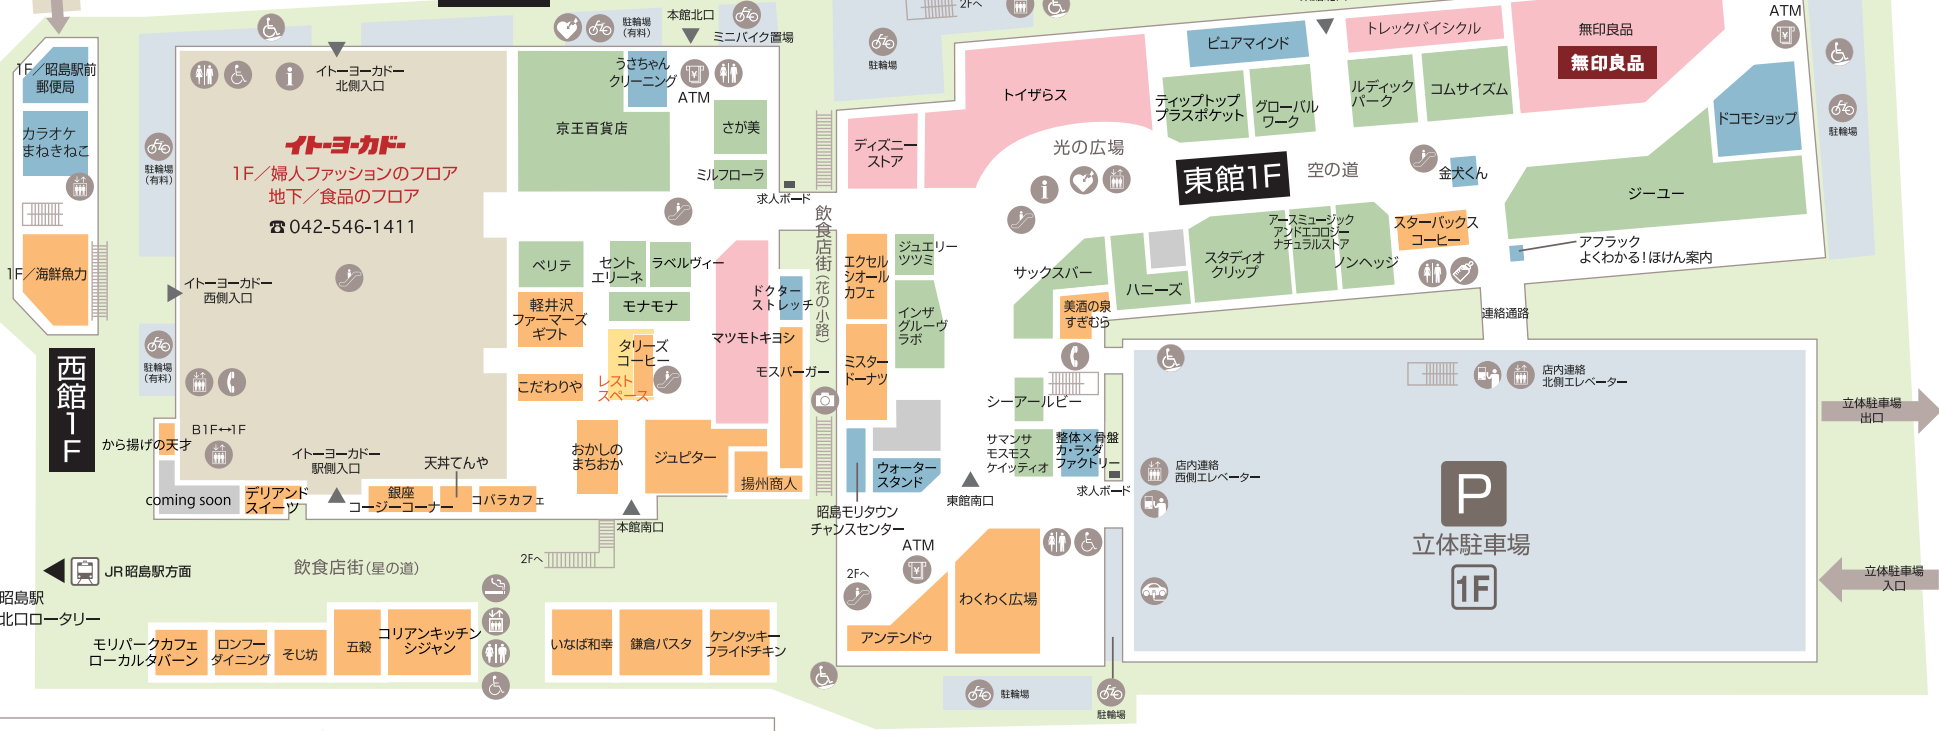 本館北口
駐輪場
(有料)
ミニバイク置場
2Fへ
ATM
1F/昭島駅前
郵便局
カラオケ
まねきねこ
1F/海鮮魚力
西館1F
駐輪場
(有料)
駐輪場
(有料)
イトーヨーカドー
北側入口
イトーヨーカドー
1F/婦人ファッションのフロア
地下/食品のフロア
☎042-546-1411
イトーヨーカドー
西側入口
B1F↔1F
イトーヨーカドー
駅側入口
から揚げの天才
coming soon
デリアンド
スイーツ
銀座
コージーコーナー
天丼てんや
コバラカフェ
京王百貨店
うさちゃん
クリーニング
ATM
さが美
ミルフローラ
求人ボード
ベリテ
セント
エリーネ
ラベルヴィー
軽井沢
ファーマーズ
ギフト
モナモナ
タリーズ
コーヒー
レスト
スペース
こだわりや
おかしの
まちおか
ジュピター
マツモトキヨシ
ドクター
ストレッチ
モスバーガー
揚州商人
本館南口
2Fへ
飲食店街(花の小路)
駐輪場
ディズニー
ストア
トイザらス
ピュアマインド
トレックバイシクル
無印良品
無印良品
ティップトップ
プラスポケット
グローバル
ワーク
ルディック
パーク
コムサイズム
ドコモショップ
駐輪場
光の広場
東館1F
空の道
金犬くん
ジーユー
エクセル
シオール
カフェ
ジュエリー
ツツミ
インザ
グルーヴ
ラボ
ミスター
ドーナツ
ウォーター
スタンド
昭島モリタウン
チャンスセンター
サックスバー
美酒の泉
すぎむら
ハニーズ
スタディオ
クリップ
アースミュージック
アンドエコロジー
ナチュラルストア
ノンヘッジ
スターバックス
コーヒー
アフラック
よくわかる!ほけん案内
連絡通路
シーアールビー
サマンサ
モスモス
ケイッティオ
整体×骨盤
カ・ラ・ダ
ファクトリー
求人ボード
東館南口
ATM
2Fへ
アンテンドゥ
わくわく広場
店内連絡
北側エレベーター
店内連絡
西側エレベーター
P
立体駐車場
1F
立体駐車場
出口
立体駐車場
入口
JR昭島駅方面
昭島駅
北口ロータリー
飲食店街(星の道)
モリパークカフェ
ローカルタバーン
ロンフー
ダイニング
そじ坊
五穀
コリアンキッチン
シジャン
いなば和幸
鎌倉パスタ
ケンタッキー
フライドチキン
駐輪場
駐輪場